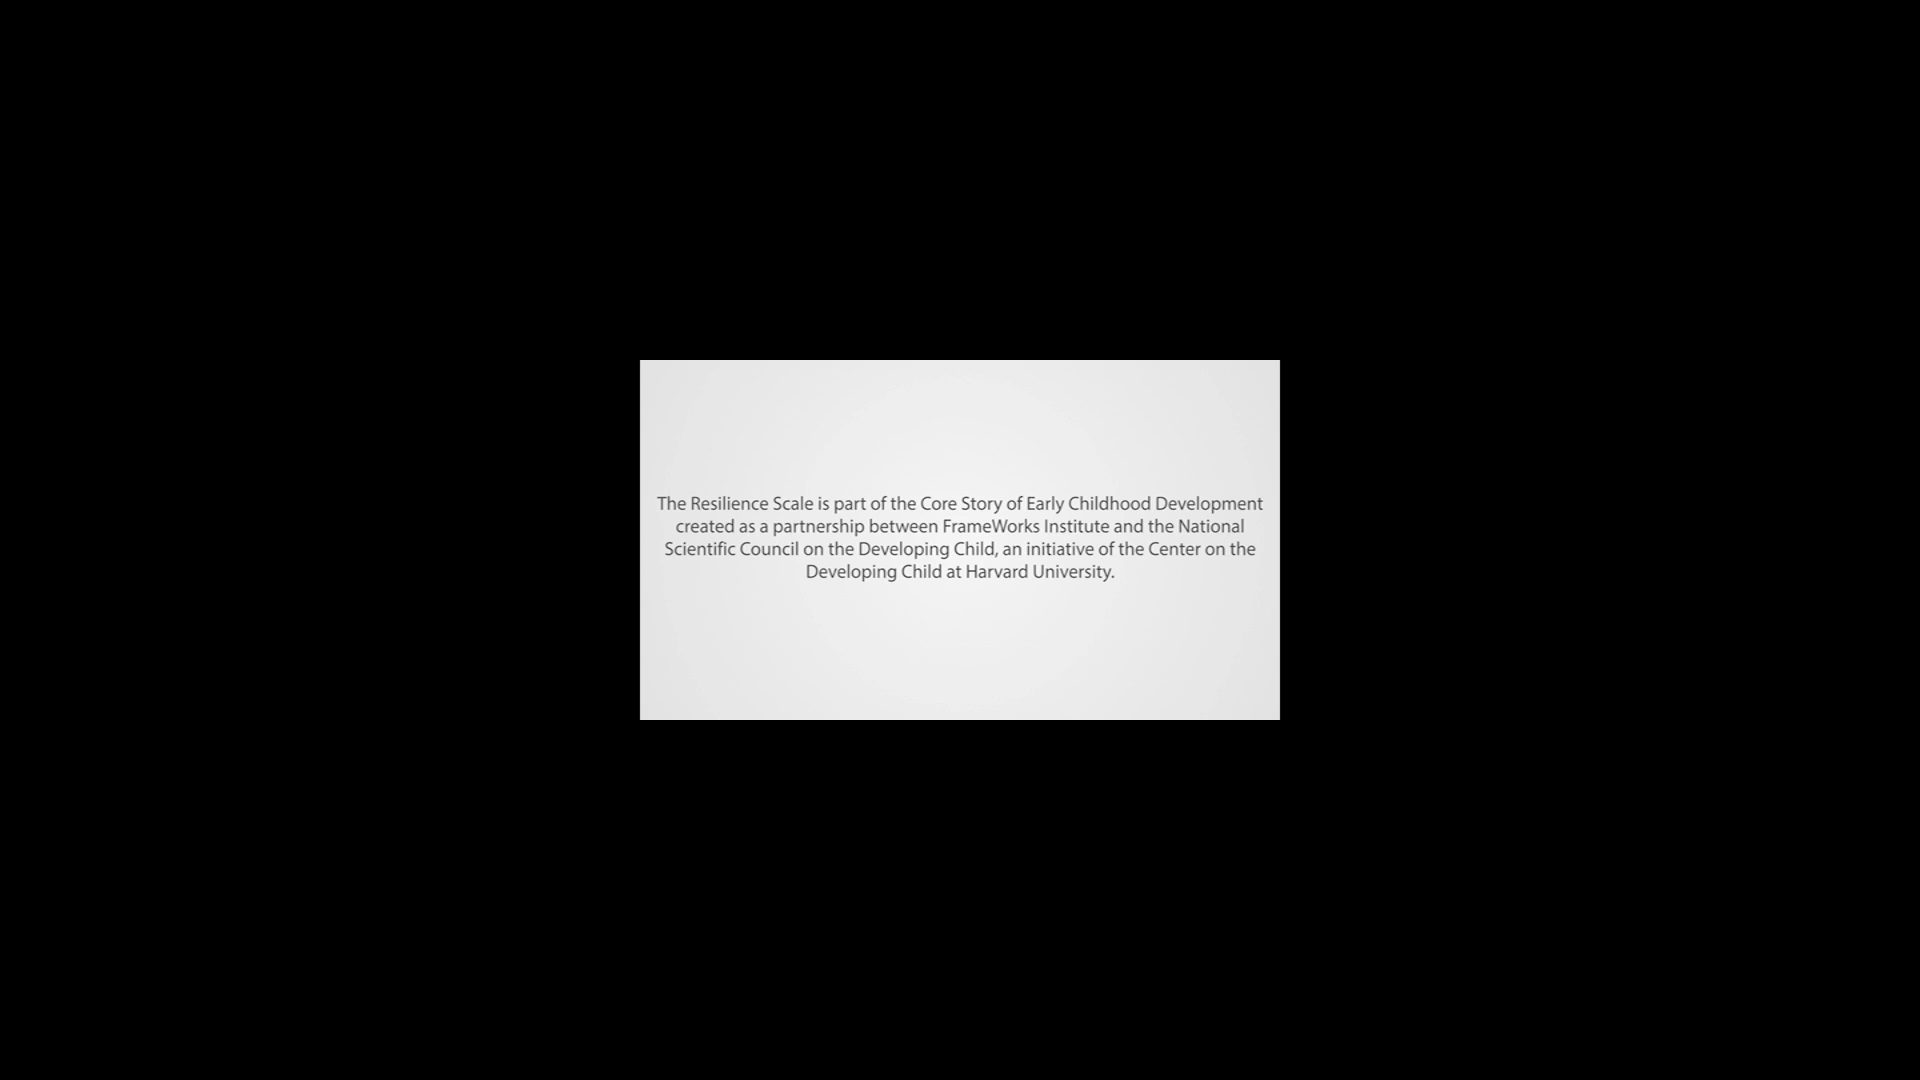 The Resilience Scale is part of the Core Story of Early Childhood Development
created as a partnership between FrameWorks Institute and the National
Scientific Council on the Developing Child, an initiative of the Center on the
Developing Child at Harvard University.